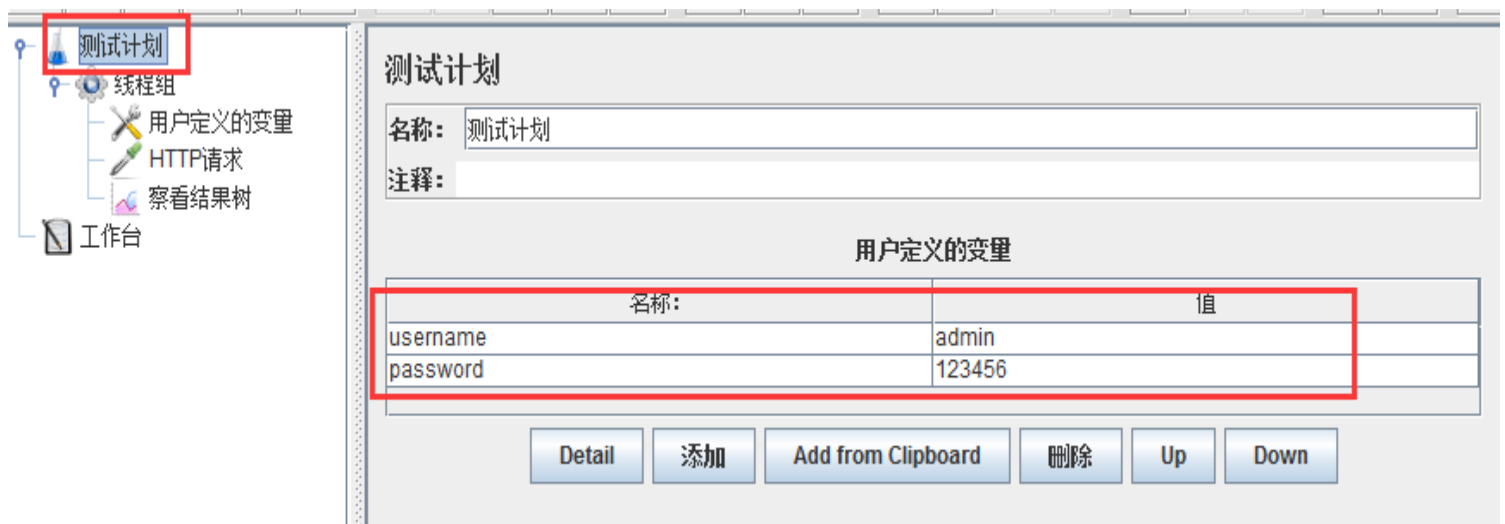 测试计划
线程组
用户定义的变量
HTTP请求
察看结果树
工作台
测试计划
名称： 测试计划
注释：
用户定义的变量
名称： 值
username admin
password 123456
Detail 添加 Add from Clipboard 删除 Up Down